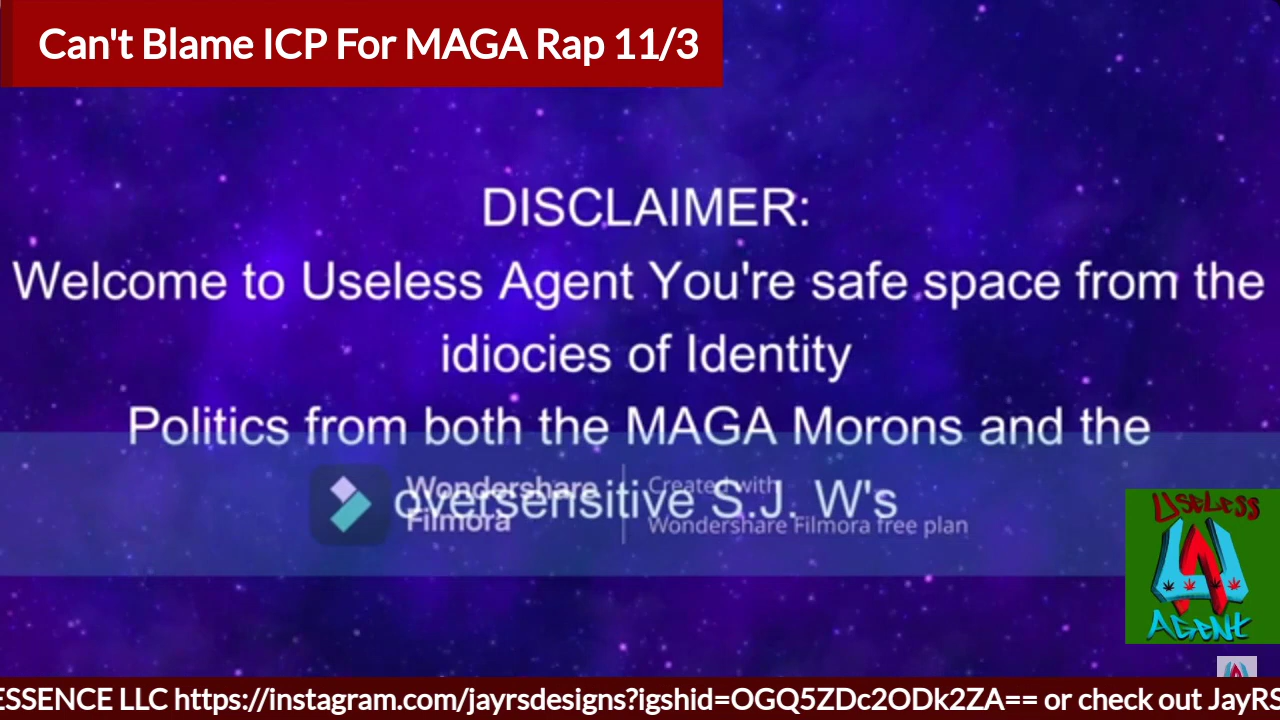 Can't Blame ICP For MAGA Rap 11/3
DISCLAIMER:
Welcome to Useless Agent You're safe space from the
idiocies of Identity
Politics from both the MAGA Morons and the
oversensitive S.J. W's
Wondershare
Filmora
Created with
Wondershare Filmora free plan
USELESS
AGENT
ESSENCE LLC https://instagram.com/jayrsdesigns?igshid=OGQ5ZDc2ODk2ZA== or check out JayRS